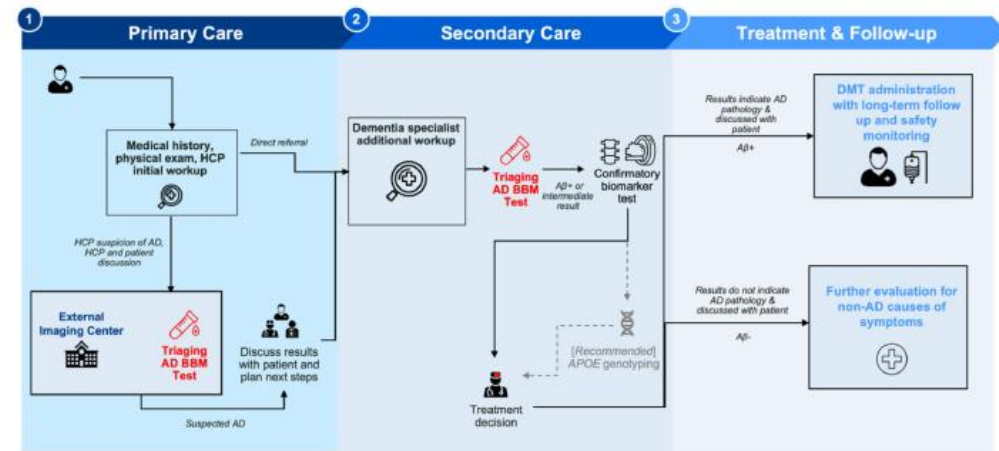 1
Primary Care
2
Secondary Care
3
Treatment & Follow-up
Medical history,
physical exam, HCP
initial workup
Direct referral
HCP suspicion of AD,
HCP and patient
discussion
External
Imaging Center
Triaging
AD BBM
Test
Discuss results
with patient and
plan next steps
Suspected AD
Dementia specialist
additional workup
Triaging
AD BBM
Test
Aβ+ or
intermediate
result
Confirmatory
biomarker
test
[Recommended]
APOE genotyping
Treatment
decision
Results indicate AD
pathology &
discussed with
patient
Aβ+
DMT administration
with long-term follow
up and safety
monitoring
Results do not indicate
AD pathology &
discussed with patient
Aβ-
Further evaluation for
non-AD causes of
symptoms